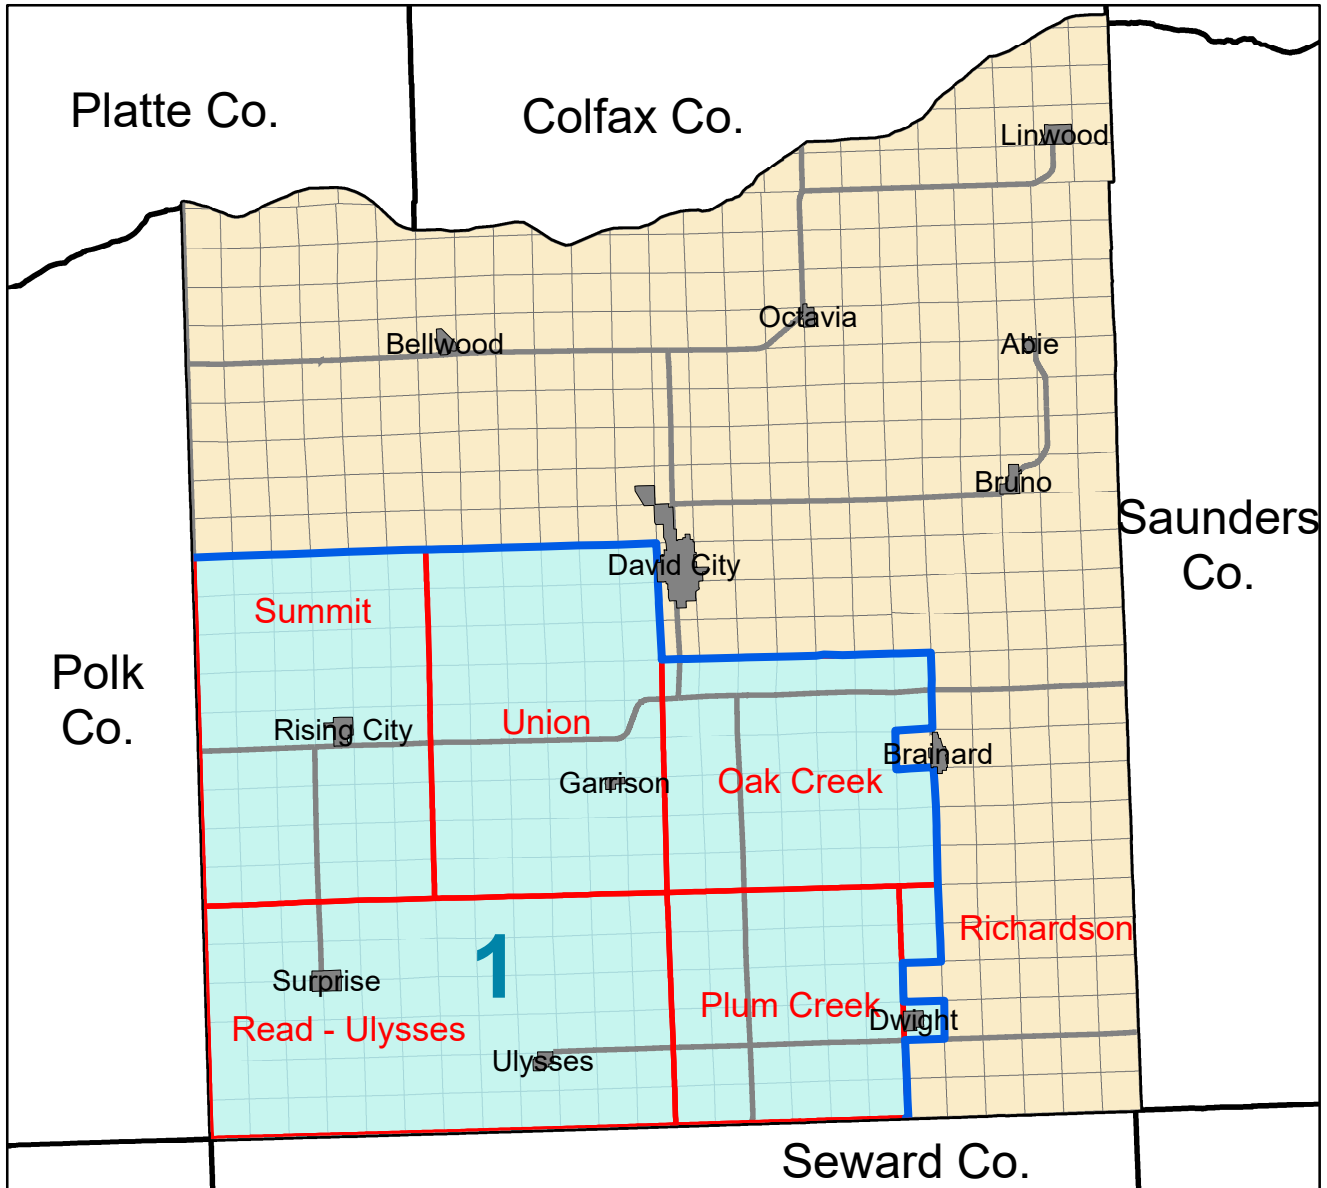 Platte Co.
Colfax Co.
Linwood
Octavia
Bellwood
Abie
Bruno
Saunders
Co.
David City
Summit
Polk
Co.
Rising City
Union
Brainard
Garrison
Oak Creek
Richardson
1
Surprise
Plum Creek
Read - Ulysses
Dwight
Ulysses
Seward Co.